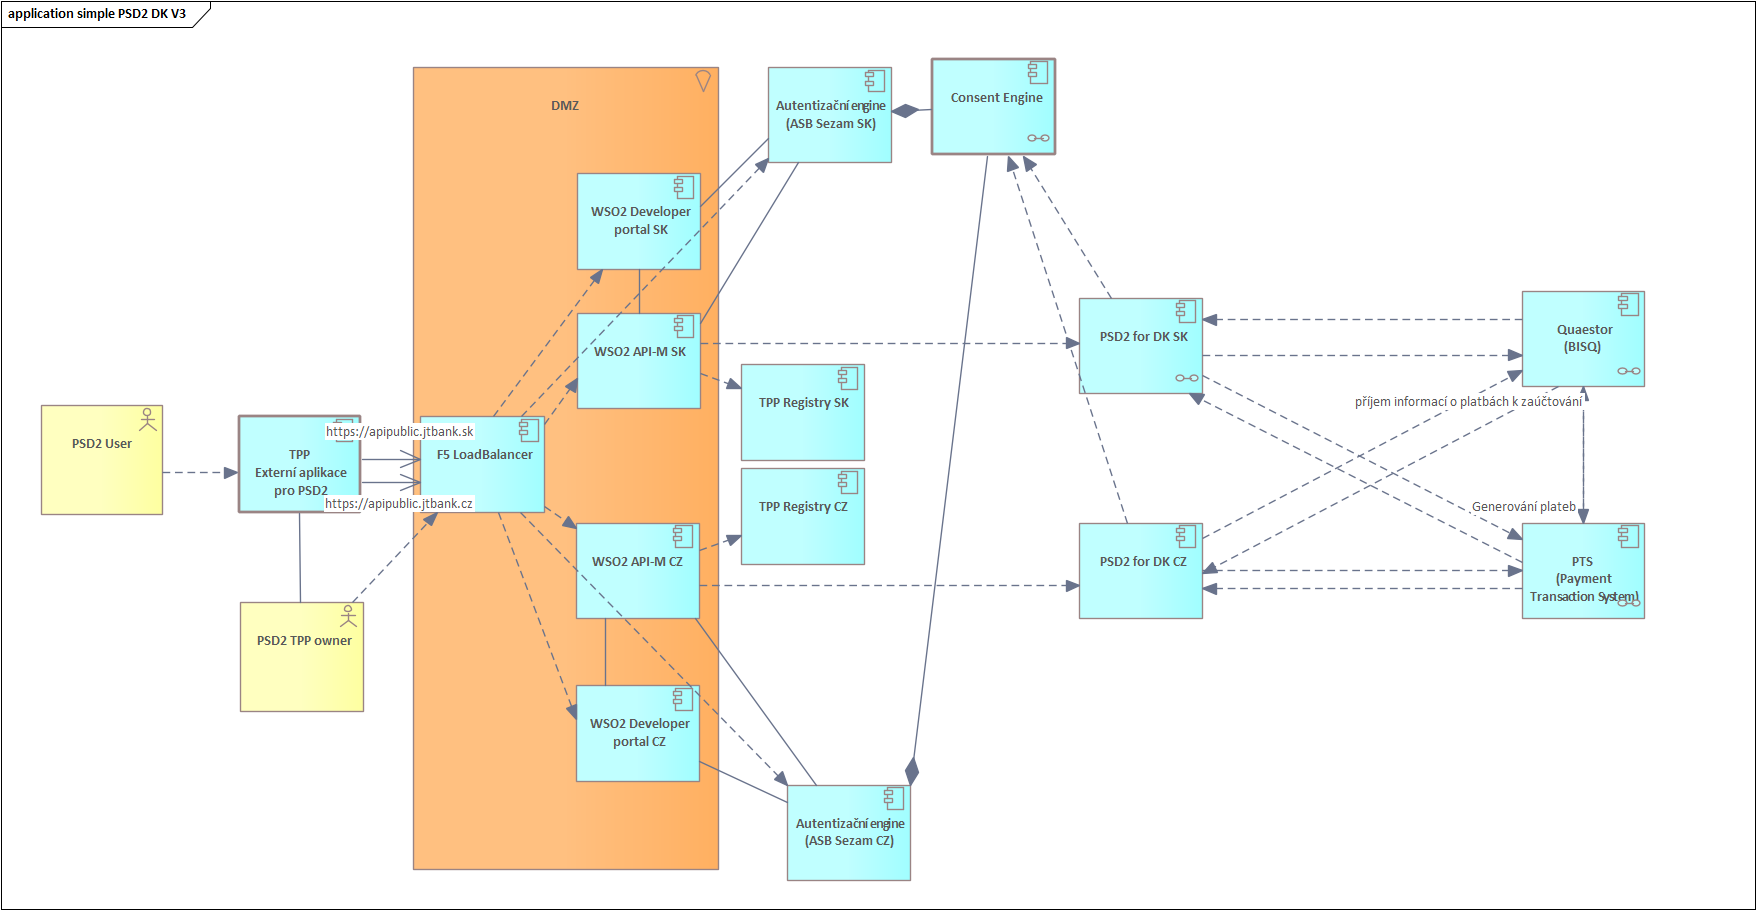 application simple PSD2 DK V3
DMZ
Autentizační engine
(ASB Sezam SK)
Consent Engine
WSO2 Developer
portal SK
WSO2 API-M SK
TPP Registry SK
PSD2 for DK SK
Quaestor
(BISQ)
příjem informací o platbách k zaúčtování
PSD2 User
https://apipublic.jtbank.sk
TPP
Externí aplikace
pro PSD2
https://apipublic.jtbank.cz
F5 LoadBalancer
TPP Registry CZ
Generování plateb
WSO2 API-M CZ
PSD2 for DK CZ
PTS
(Payment
Transaction System)
PSD2 TPP owner
WSO2 Developer
portal CZ
Autentizační engine
(ASB Sezam CZ)